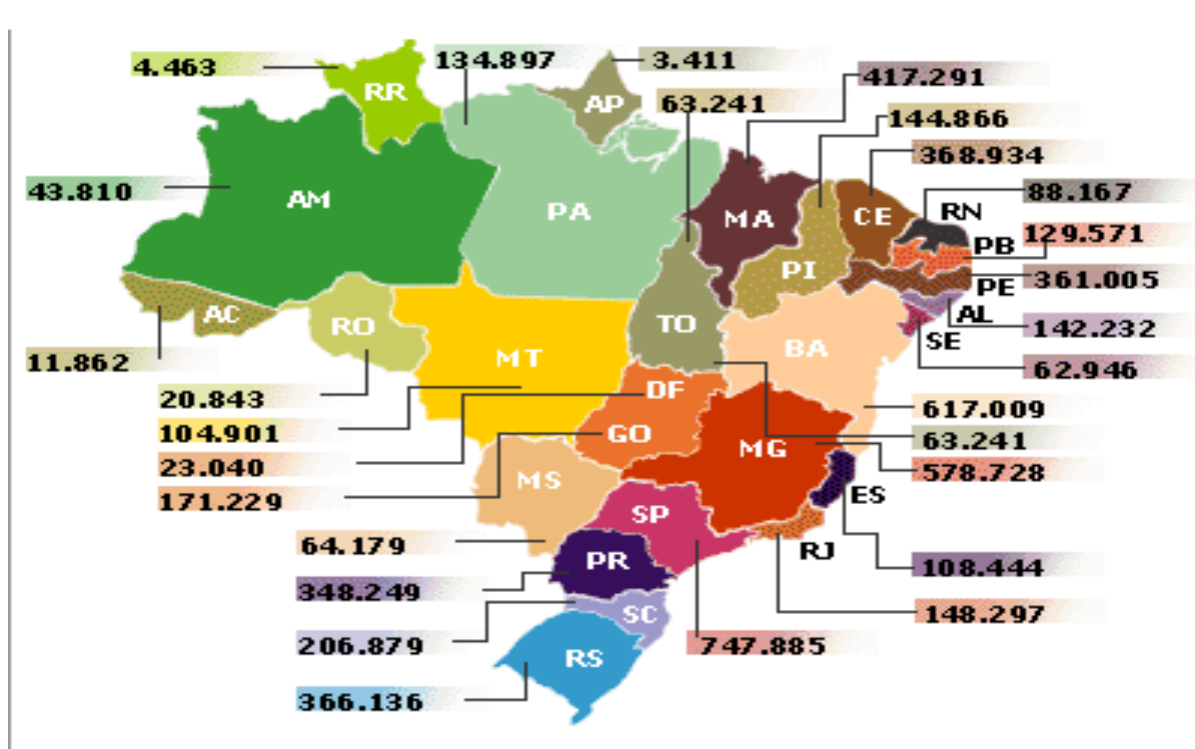 4.463
134.897
3.411
417.291
RR
AP
63.241
144.866
368.934
43.810
AM
PA
MA
CE
88.167
RN
129.571
PB
PI
361.005
PE
AC
RO
TO
AL
142.232
SE
11.862
MT
BA
62.946
20.843
DF
617.009
104.901
GO
MG
63.241
23.040
578.728
171.229
MS
ES
SP
64.179
RJ
108.444
PR
348.249
148.297
SC
206.879
747.885
RS
366.136